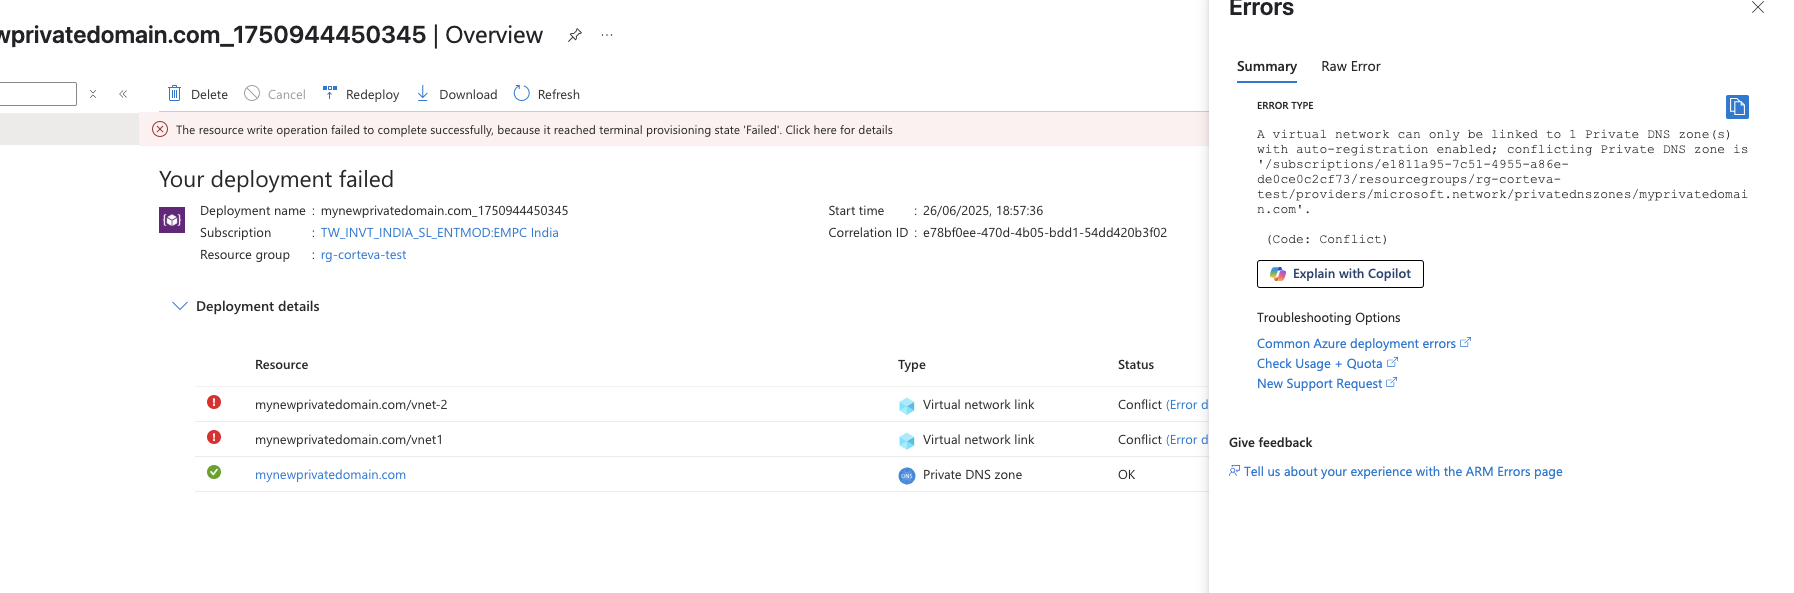 wprivatedomain.com_1750944450345 | Overview
Delete Cancel Redeploy Download Refresh
The resource write operation failed to complete successfully, because it reached terminal provisioning state 'Failed'. Click here for details
Your deployment failed
Deployment name : mynewprivatedomain.com_1750944450345
Subscription : TW_INVT_INDIA_SL_ENTMOD:EMPC India
Resource group : rg-corteva-test
Start time : 26/06/2025, 18:57:36
Correlation ID : e78bf0ee-470d-4b05-bdd1-54dd420b3f02
Deployment details
Resource Type Status
mynewprivatedomain.com/vnet-2 Virtual network link Conflict (Error d
mynewprivatedomain.com/vnet1 Virtual network link Conflict (Error d
mynewprivatedomain.com DNS Private DNS zone OK
Errors
Summary Raw Error
ERROR TYPE
A virtual network can only be linked to 1 Private DNS zone(s)
with auto-registration enabled; conflicting Private DNS zone is
'/subscriptions/e1811a95-7c51-4955-a86e-
de0ce0c2cf73/resourcegroups/rg-corteva-
test/providers/microsoft.network/privatednszones/myprivatedomai
n.com'.
(Code: Conflict)
Explain with Copilot
Troubleshooting Options
Common Azure deployment errors
Check Usage + Quota
New Support Request
Give feedback
Tell us about your experience with the ARM Errors page